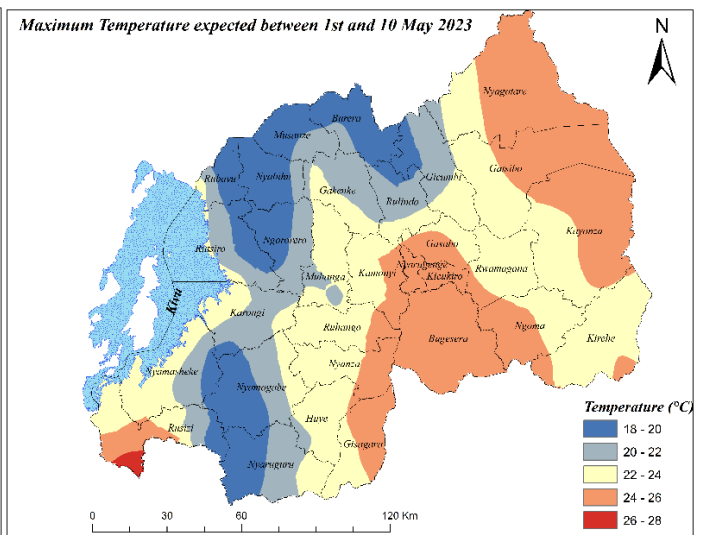 Maximum Temperature expected between 1st and 10 May 2023
N
Nyagatare
Burera
Musanze
Rubavu
Nyabihu
Gakenke
Gicumbi
Gatsibo
Rulindo
Ngororero
Rutsiro
Kayonza
Gasabo
Muhanga
Kamonyi
Nyarugenge
Kicukiro
Rwamagana
Kivu
Karongi
Ruhango
Bugesera
Ngoma
Kirehe
Nyanza
Nyamasheke
Nyamagabe
Huye
Rusizi
Gisagara
Nyaruguru
Temperature (°C)
18 - 20
20 - 22
22 - 24
24 - 26
26 - 28
0 30 60 120 Km